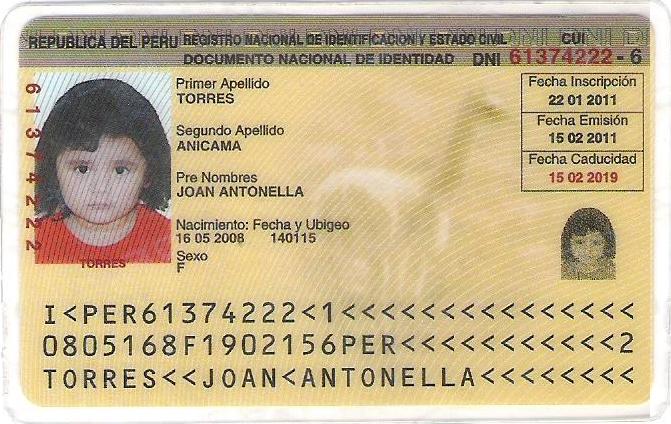 REPUBLICA DEL PERU REGISTRO NACIONAL DE IDENTIFICACION Y ESTADO CIVIL CUI
DOCUMENTO NACIONAL DE IDENTIDAD DNI 61374222 - 6
61374222
Primer Apellido
TORRES
Segundo Apellido
ANICAMA
Pre Nombres
JOAN ANTONELLA
Nacimiento: Fecha y Ubigeo
16 05 2008 140115
Sexo
F
TORRES
Fecha Inscripción
22 01 2011
Fecha Emisión
15 02 2011
Fecha Caducidad
15 02 2019
I<PER61374222<1<<<<<<<<<<<<<<<
0805168F1902156PER<<<<<<<<<<<2
TORRES<<JOAN<ANTONELLA<<<<<<<<